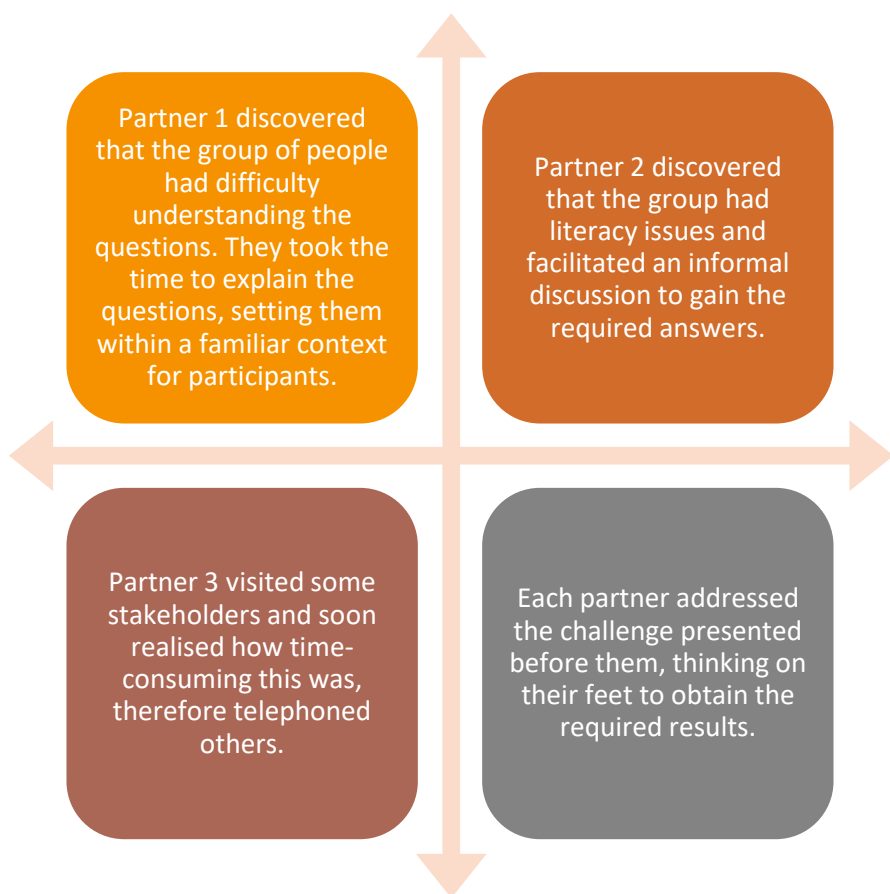 Partner 1 discovered
that the group of people
had difficulty
understanding the
questions. They took the
time to explain the
questions, setting them
within a familiar context
for participants.
Partner 2 discovered
that the group had
literacy issues and
facilitated an informal
discussion to gain the
required answers.
Partner 3 visited some
stakeholders and soon
realised how time-
consuming this was,
therefore telephoned
others.
Each partner addressed
the challenge presented
before them, thinking on
their feet to obtain the
required results.